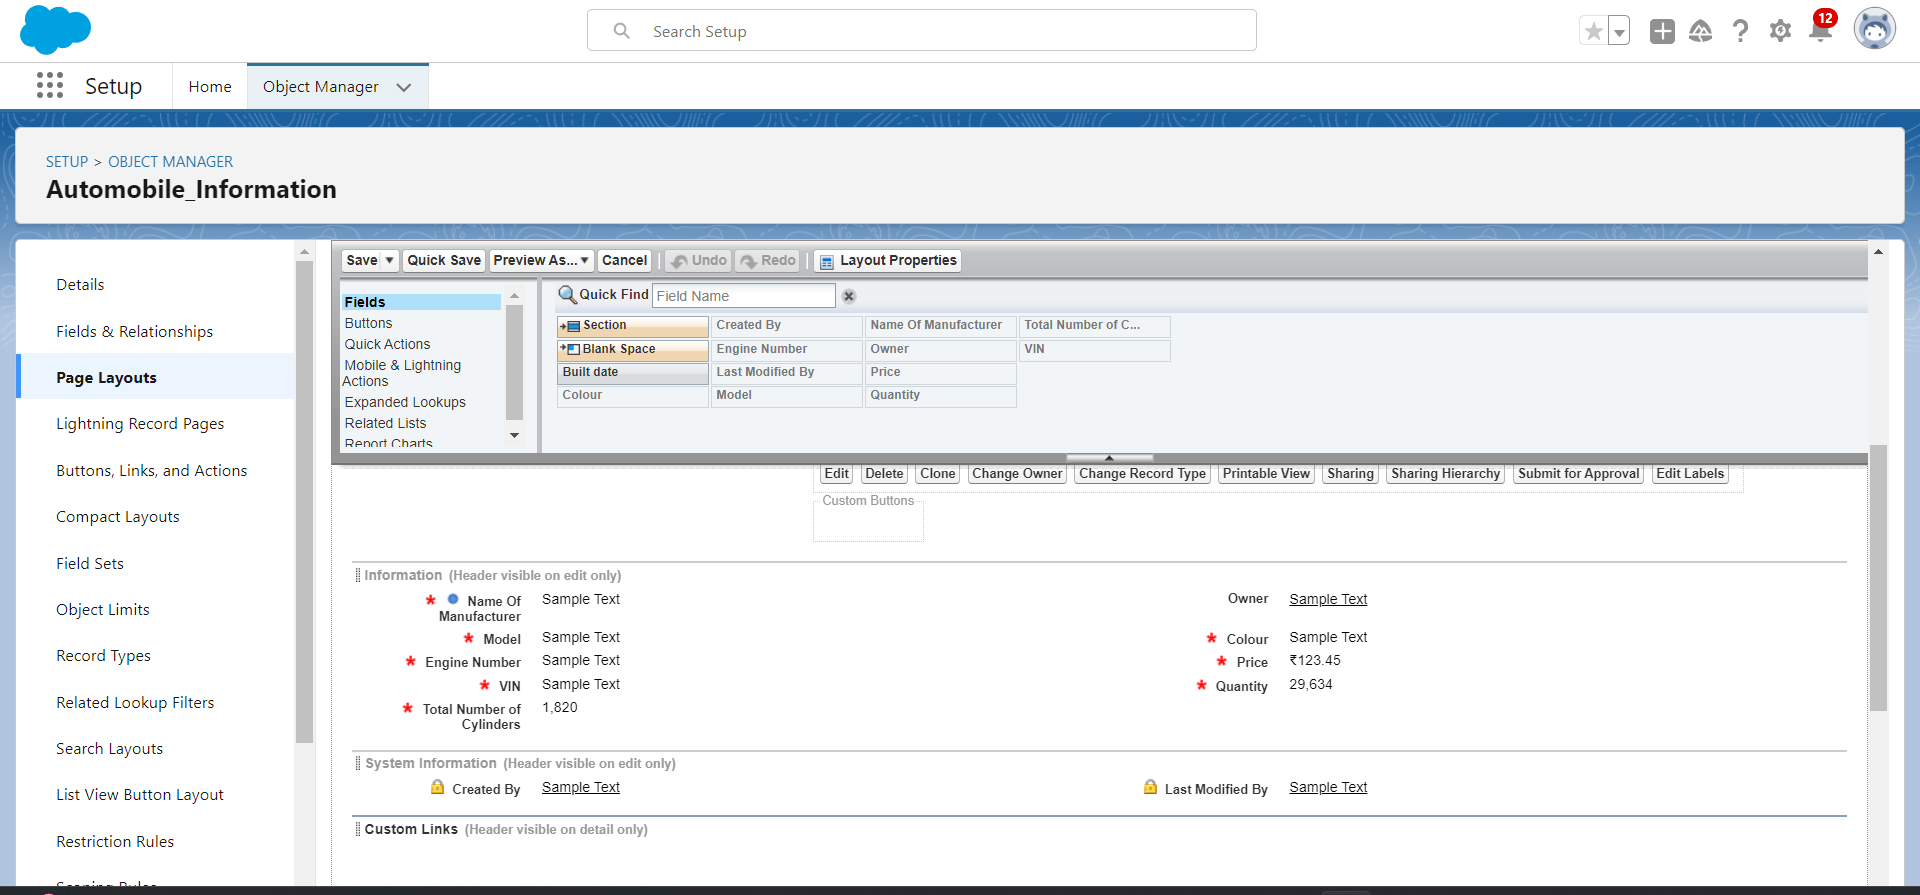 Search Setup
12
Setup
Home
Object Manager
SETUP > OBJECT MANAGER
Automobile_Information
Details
Fields & Relationships
Page Layouts
Lightning Record Pages
Buttons, Links, and Actions
Compact Layouts
Field Sets
Object Limits
Record Types
Related Lookup Filters
Search Layouts
List View Button Layout
Restriction Rules
Scoping Rules
Save
Quick Save
Preview As...
Cancel
Undo
Redo
Layout Properties
Fields
Buttons
Quick Actions
Mobile & Lightning
Actions
Expanded Lookups
Related Lists
Report Charts
Quick Find
Field Name
Section
Created By
Name Of Manufacturer
Total Number of C...
Blank Space
Engine Number
Owner
VIN
Built date
Last Modified By
Price
Colour
Model
Quantity
Edit
Delete
Clone
Change Owner
Change Record Type
Printable View
Sharing
Sharing Hierarchy
Submit for Approval
Edit Labels
Custom Buttons
Information (Header visible on edit only)
* Name Of
Manufacturer
Sample Text
Owner
Sample Text
* Model
Sample Text
* Colour
Sample Text
* Engine Number
Sample Text
* Price
₹123.45
* VIN
Sample Text
* Quantity
29,634
* Total Number of
Cylinders
1,820
System Information (Header visible on edit only)
Created By
Sample Text
Last Modified By
Sample Text
Custom Links (Header visible on detail only)